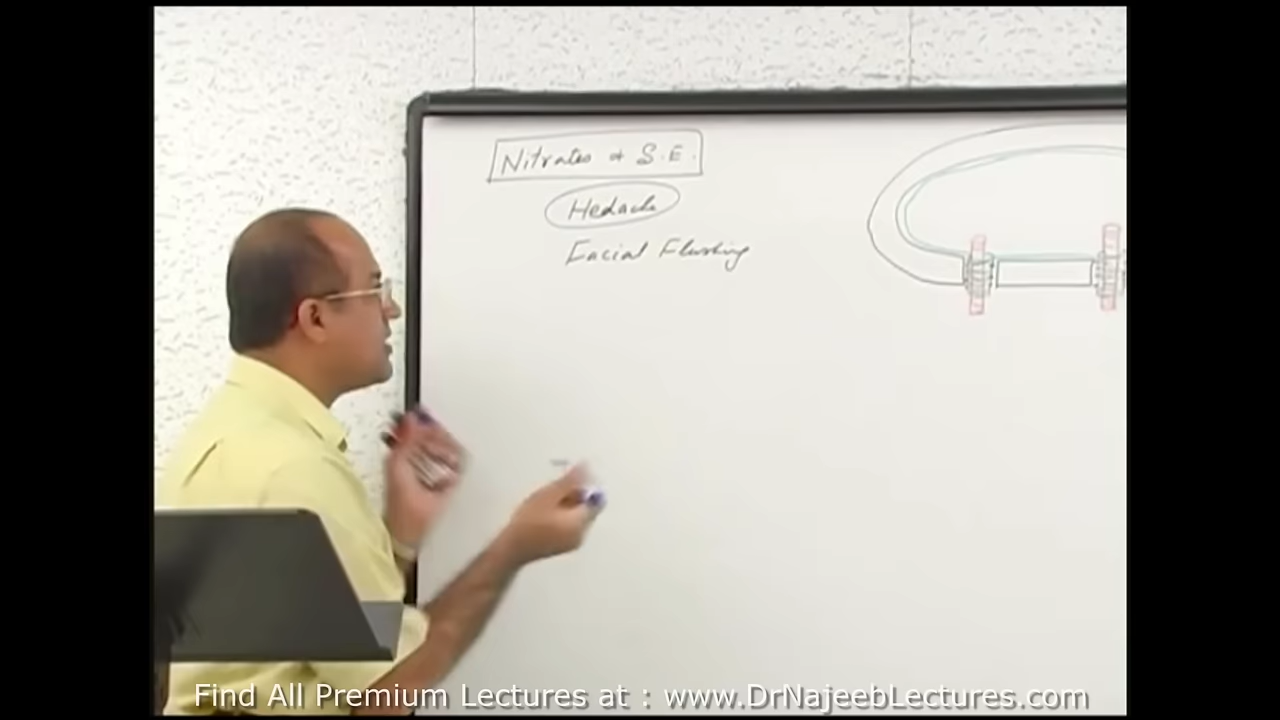 Nitrates & S.E.
Hedache
Facial Flushing
Find All Premium Lectures at : www.DrNajeebLectures.com